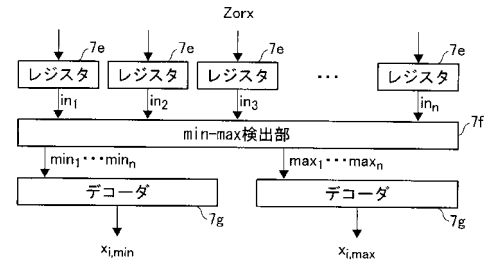 Zorx
7e 7e 7e 7e
レジスタ レジスタ レジスタ ・・・ レジスタ
in1 in2 in3 inn
7f
min-max検出部
min1・・・minn max1・・・maxn
デコーダ デコーダ
7g 7g
xi,min xi,max